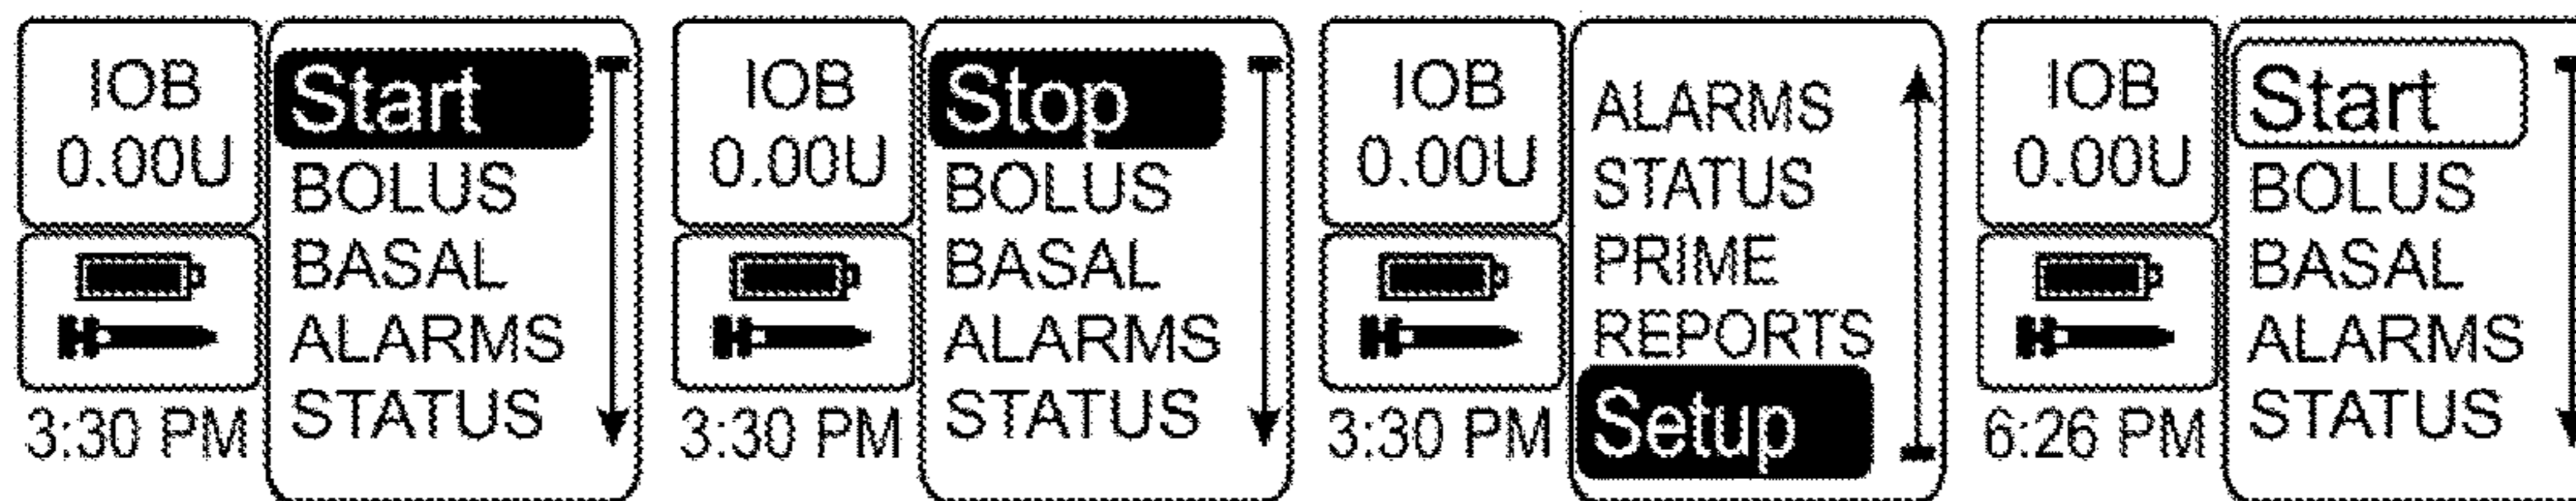 IOB
0.00U
3:30 PM
Start
BOLUS
BASAL
ALARMS
STATUS
IOB
0.00U
3:30 PM
Stop
BOLUS
BASAL
ALARMS
STATUS
IOB
0.00U
3:30 PM
ALARMS
STATUS
PRIME
REPORTS
Setup
IOB
0.00U
6:26 PM
Start
BOLUS
BASAL
ALARMS
STATUS